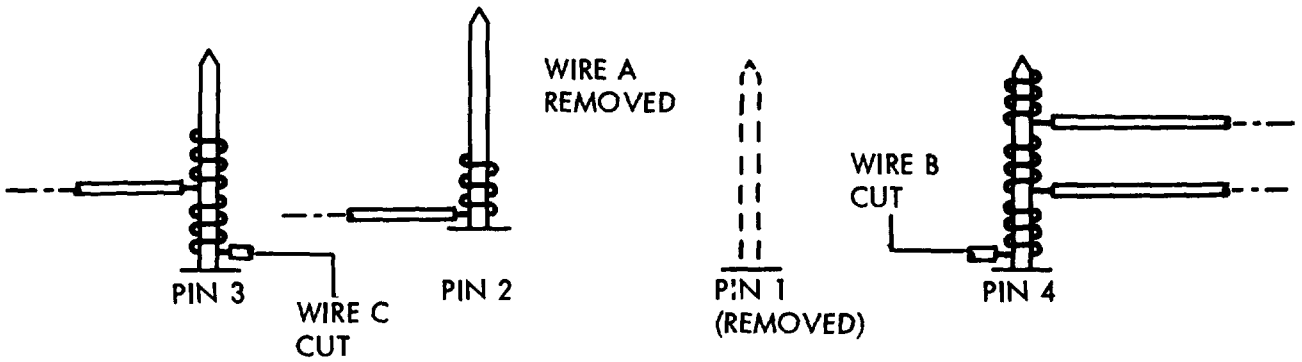 WIRE A
REMOVED
WIRE B
CUT
PIN 3
PIN 2
PIN 1
(REMOVED)
PIN 4
WIRE C
CUT